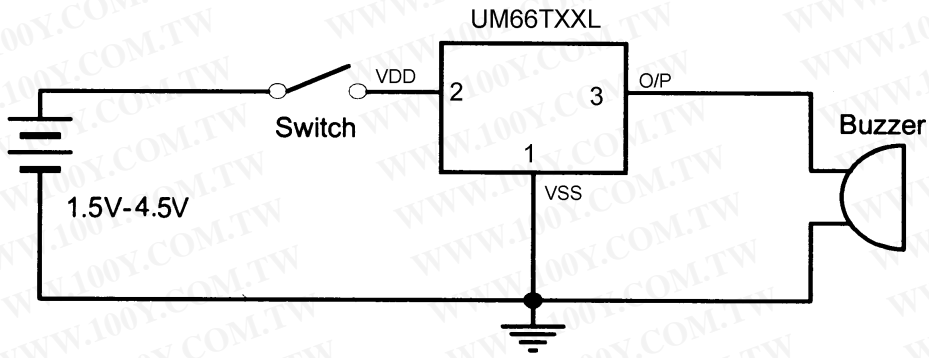 UM66TXXL
VDD
2
3
O/P
Switch
Buzzer
1
VSS
1.5V-4.5V
WWW.100Y.COM.TW